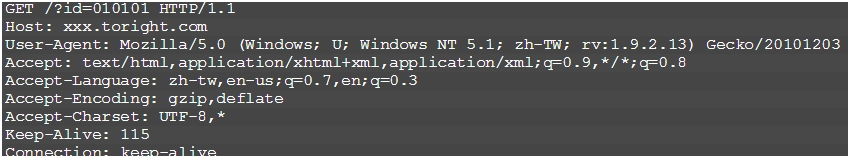 GET /?id=010101 HTTP/1.1
Host: xxx.toright.com
User-Agent: Mozilla/5.0 (Windows; U; Windows NT 5.1; zh-TW; rv:1.9.2.13) Gecko/20101203
Accept: text/html,application/xhtml+xml,application/xml;q=0.9,*/*;q=0.8
Accept-Language: zh-tw,en-us;q=0.7,en;q=0.3
Accept-Encoding: gzip,deflate
Accept-Charset: UTF-8,*
Keep-Alive: 115
Connection: keep-alive